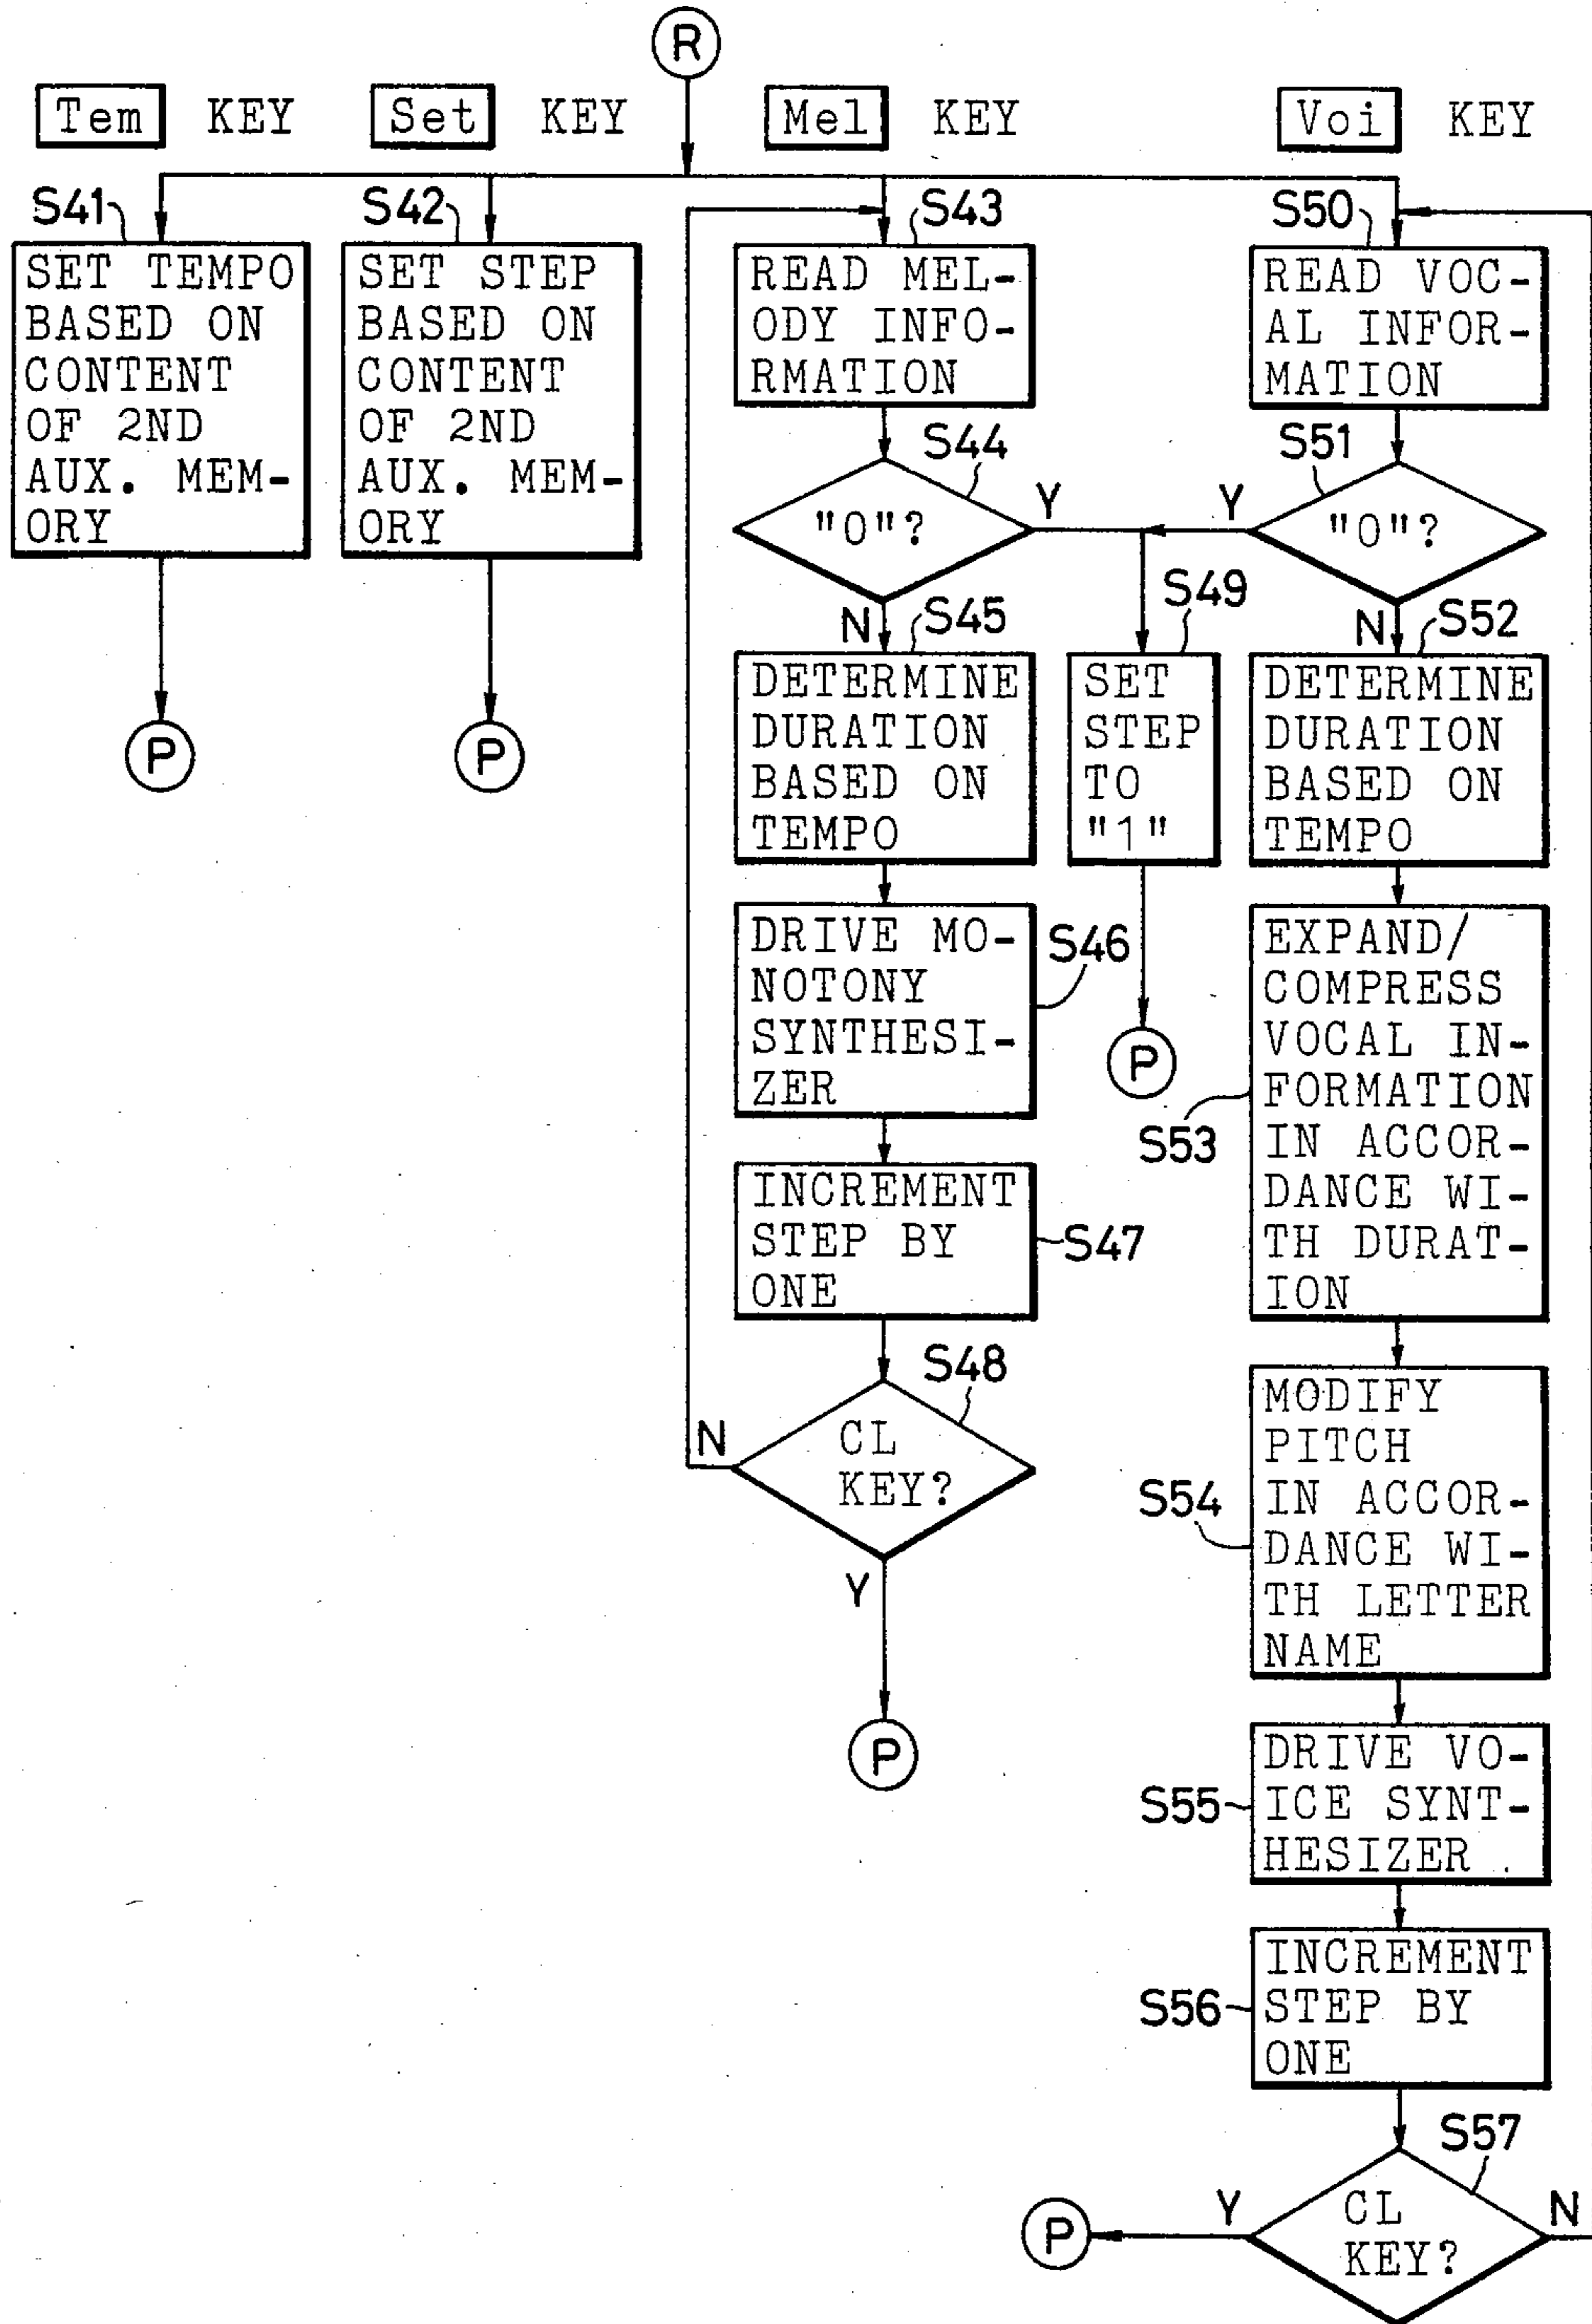 R
Tem KEY Set KEY Mel KEY Voi KEY
S41
SET TEMPO
BASED ON
CONTENT
OF 2ND
AUX. MEM-
ORY
P
S42
SET STEP
BASED ON
CONTENT
OF 2ND
AUX. MEM-
ORY
P
S43
READ MEL-
ODY INFO-
RMATION
S44
"0"?
Y
N
S45
DETERMINE
DURATION
BASED ON
TEMPO
S46
DRIVE MO-
NOTONY
SYNTHESI-
ZER
S47
INCREMENT
STEP BY
ONE
S48
CL
KEY?
N
Y
P
S49
SET
STEP
TO
"1"
P
S50
READ VOC-
AL INFOR-
MATION
S51
"0"?
Y
N
S52
DETERMINE
DURATION
BASED ON
TEMPO
S53
EXPAND/
COMPRESS
VOCAL IN-
FORMATION
IN ACCOR-
DANCE WI-
TH DURAT-
ION
S54
MODIFY
PITCH
IN ACCOR-
DANCE WI-
TH LETTER
NAME
S55
DRIVE VO-
ICE SYNT-
HESIZER
S56
INCREMENT
STEP BY
ONE
S57
CL
KEY?
Y
N
P